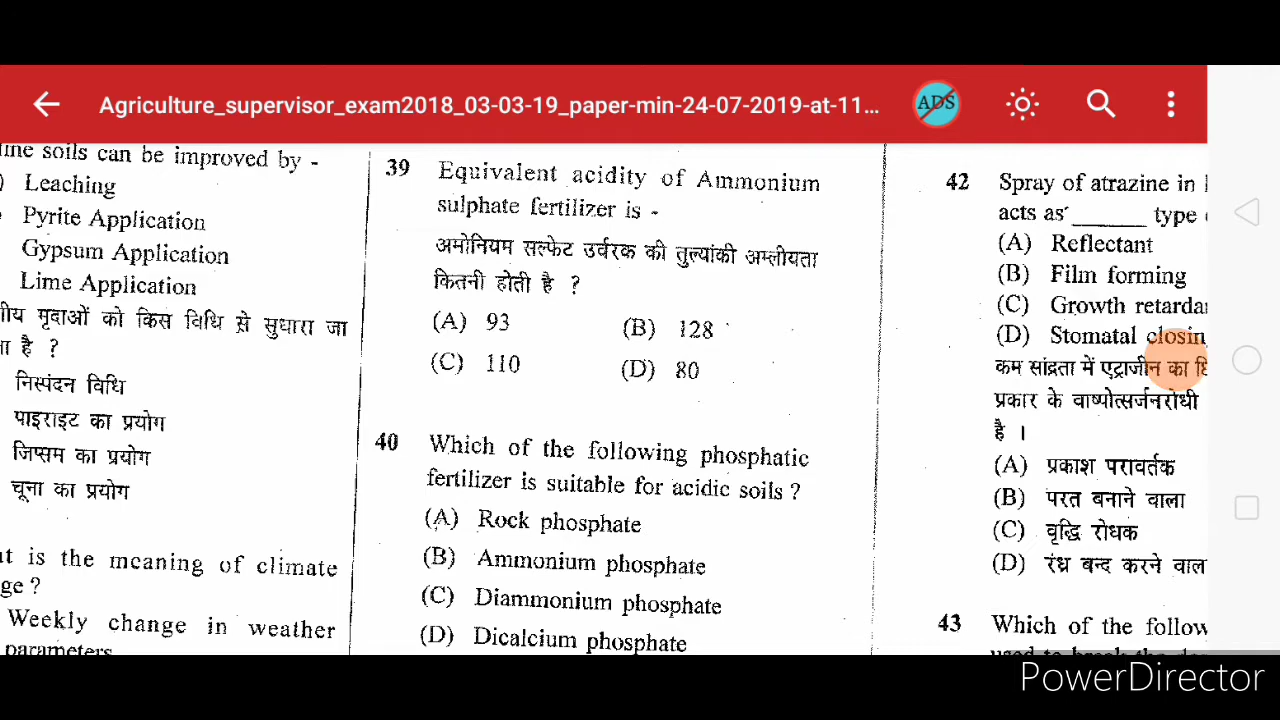 Agriculture_supervisor_exam2018_03-03-19_paper-min-24-07-2019-at-11...
ADS
soils can be improved by -
) Leaching
Pyrite Application
Gypsum Application
Lime Application
मृदाओं को किस विधि से सुधारा जा
है ?
निस्पंदन विधि
पाइराइट का प्रयोग
जिप्सम का प्रयोग
चूना का प्रयोग
is the meaning of climate
ge ?
Weekly change in weather
parameters
39 Equivalent acidity of Ammonium
sulphate fertilizer is -
अमोनियम सल्फेट उर्वरक की तुल्यांकी अम्लीयता
कितनी होती है ?
(A) 93 (B) 128
(C) 110 (D) 80
40 Which of the following phosphatic
fertilizer is suitable for acidic soils ?
(A) Rock phosphate
(B) Ammonium phosphate
(C) Diammonium phosphate
(D) Dicalcium phosphate
42 Spray of atrazine in
acts as ______ type
(A) Reflectant
(B) Film forming
(C) Growth retarda
(D) Stomatal closin
कम सांद्रता में एट्राजीन का
प्रकार के वाष्पोत्सर्जनरोधी
है ।
(A) प्रकाश परावर्तक
(B) परत बनाने वाला
(C) वृद्धि रोधक
(D) रंध्र बन्द करने वाल
43 Which of the follow
used to break the
PowerDirector